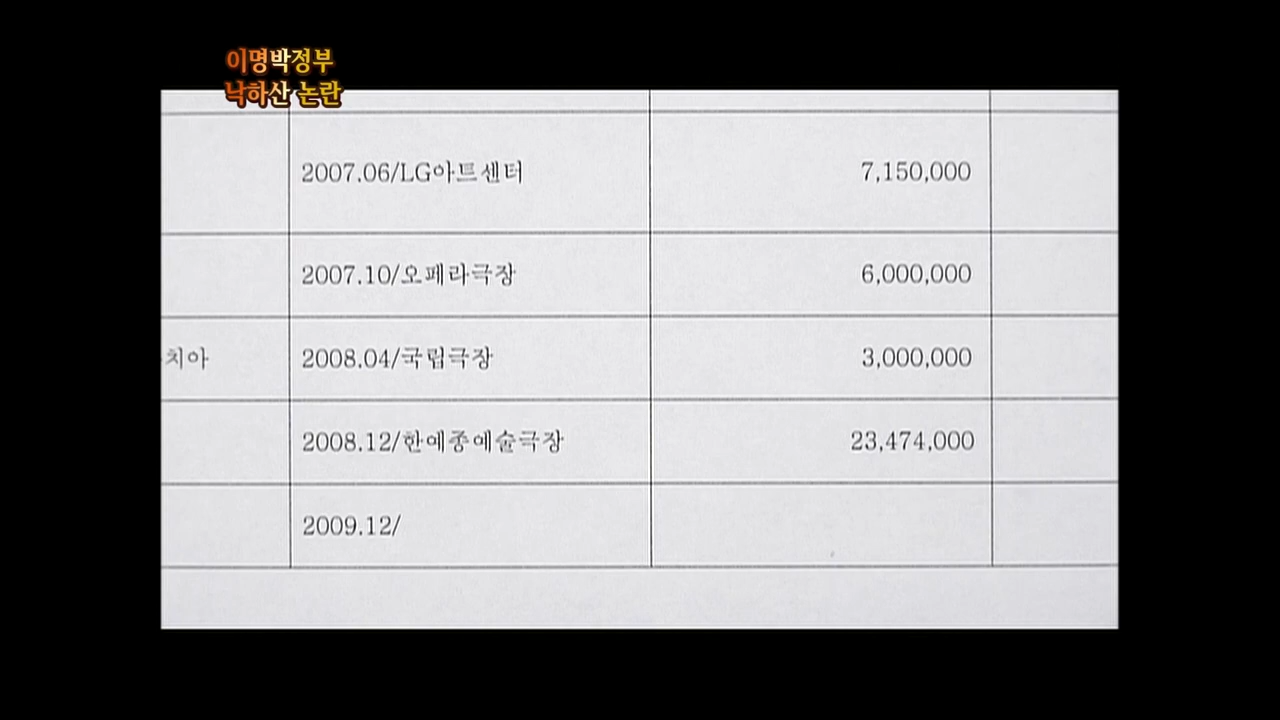 이명박정부
낙하산 논란
2007.06/LG아트센터 7,150,000
2007.10/오페라극장 6,000,000
치아 2008.04/국립극장 3,000,000
2008.12/한예종예술극장 23,474,000
2009.12/